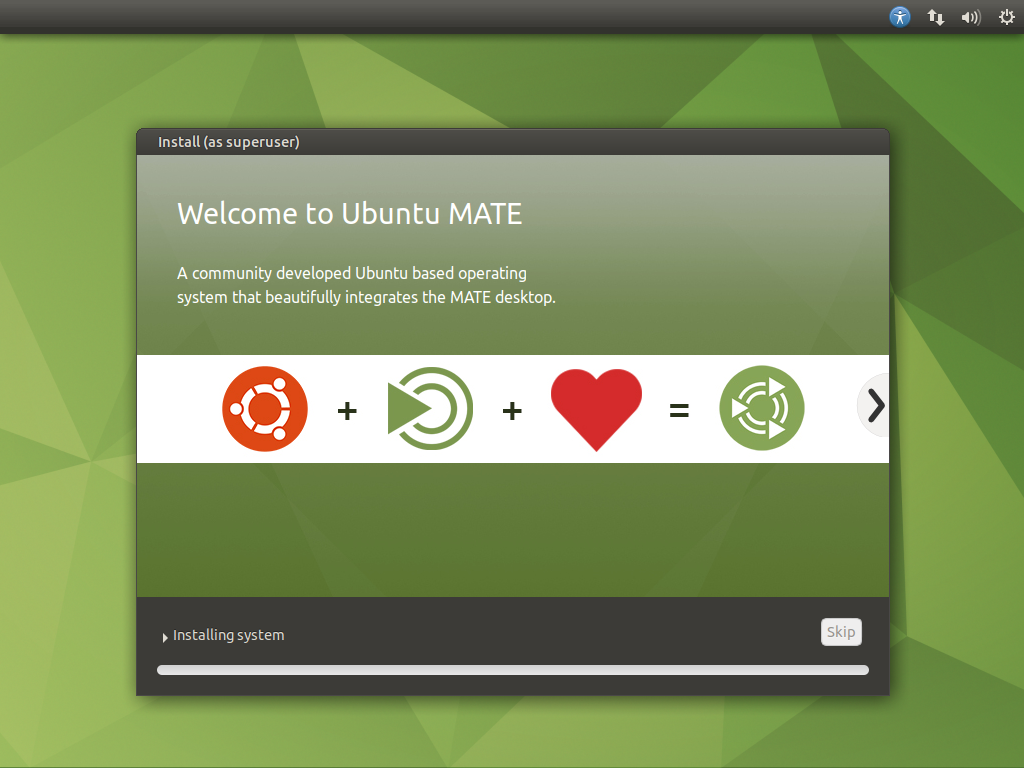 Install (as superuser)
Welcome to Ubuntu MATE
A community developed Ubuntu based operating
system that beautifully integrates the MATE desktop.
+ + =
Installing system
Skip